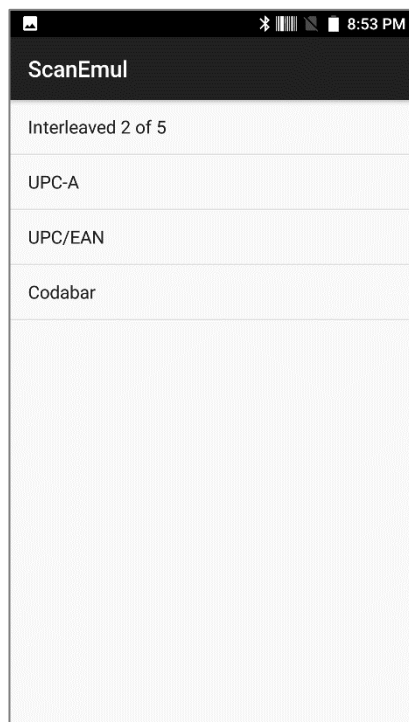 8:53 PM
ScanEmul
Interleaved 2 of 5
UPC-A
UPC/EAN
Codabar